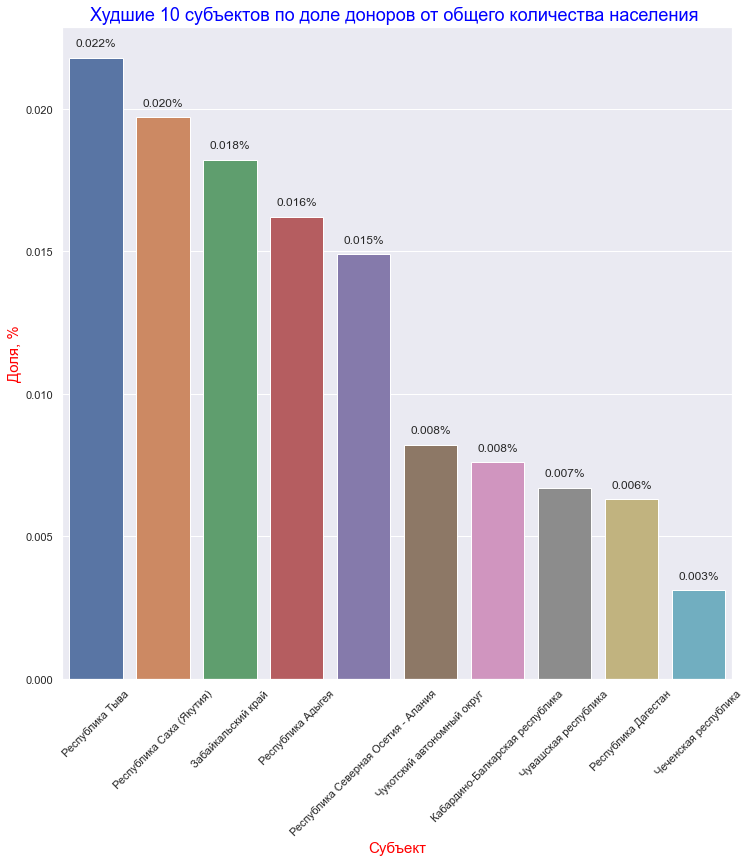 Худшие 10 субъектов по доле доноров от общего количества населения
0.022%
0.020%
0.018%
0.016%
0.015%
0.008%
0.008%
0.007%
0.006%
0.003%
Доля, %
0.020
0.015
0.010
0.005
0.000
Республика Тыва
Республика Саха (Якутия)
Забайкальский край
Республика Адыгея
Республика Северная Осетия - Алания
Чукотский автономный округ
Кабардино-Балкарская республика
Чувашская республика
Республика Дагестан
Чеченская республика
Субъект